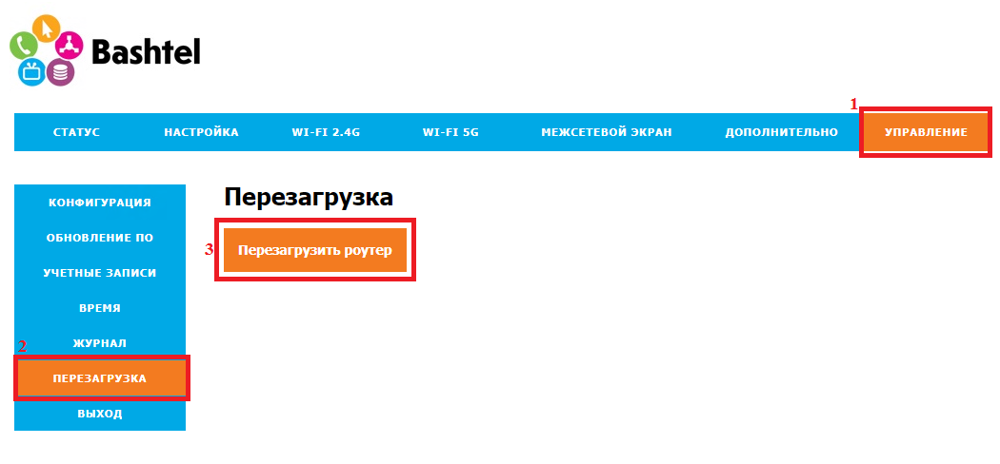 Bashtel
1
СТАТУС НАСТРОЙКА WI-FI 2.4G WI-FI 5G МЕЖСЕТЕВОЙ ЭКРАН ДОПОЛНИТЕЛЬНО УПРАВЛЕНИЕ
КОНФИГУРАЦИЯ
ОБНОВЛЕНИЕ ПО
УЧЕТНЫЕ ЗАПИСИ
ВРЕМЯ
ЖУРНАЛ
2
ПЕРЕЗАГРУЗКА
ВЫХОД
Перезагрузка
3 Перезагрузить роутер